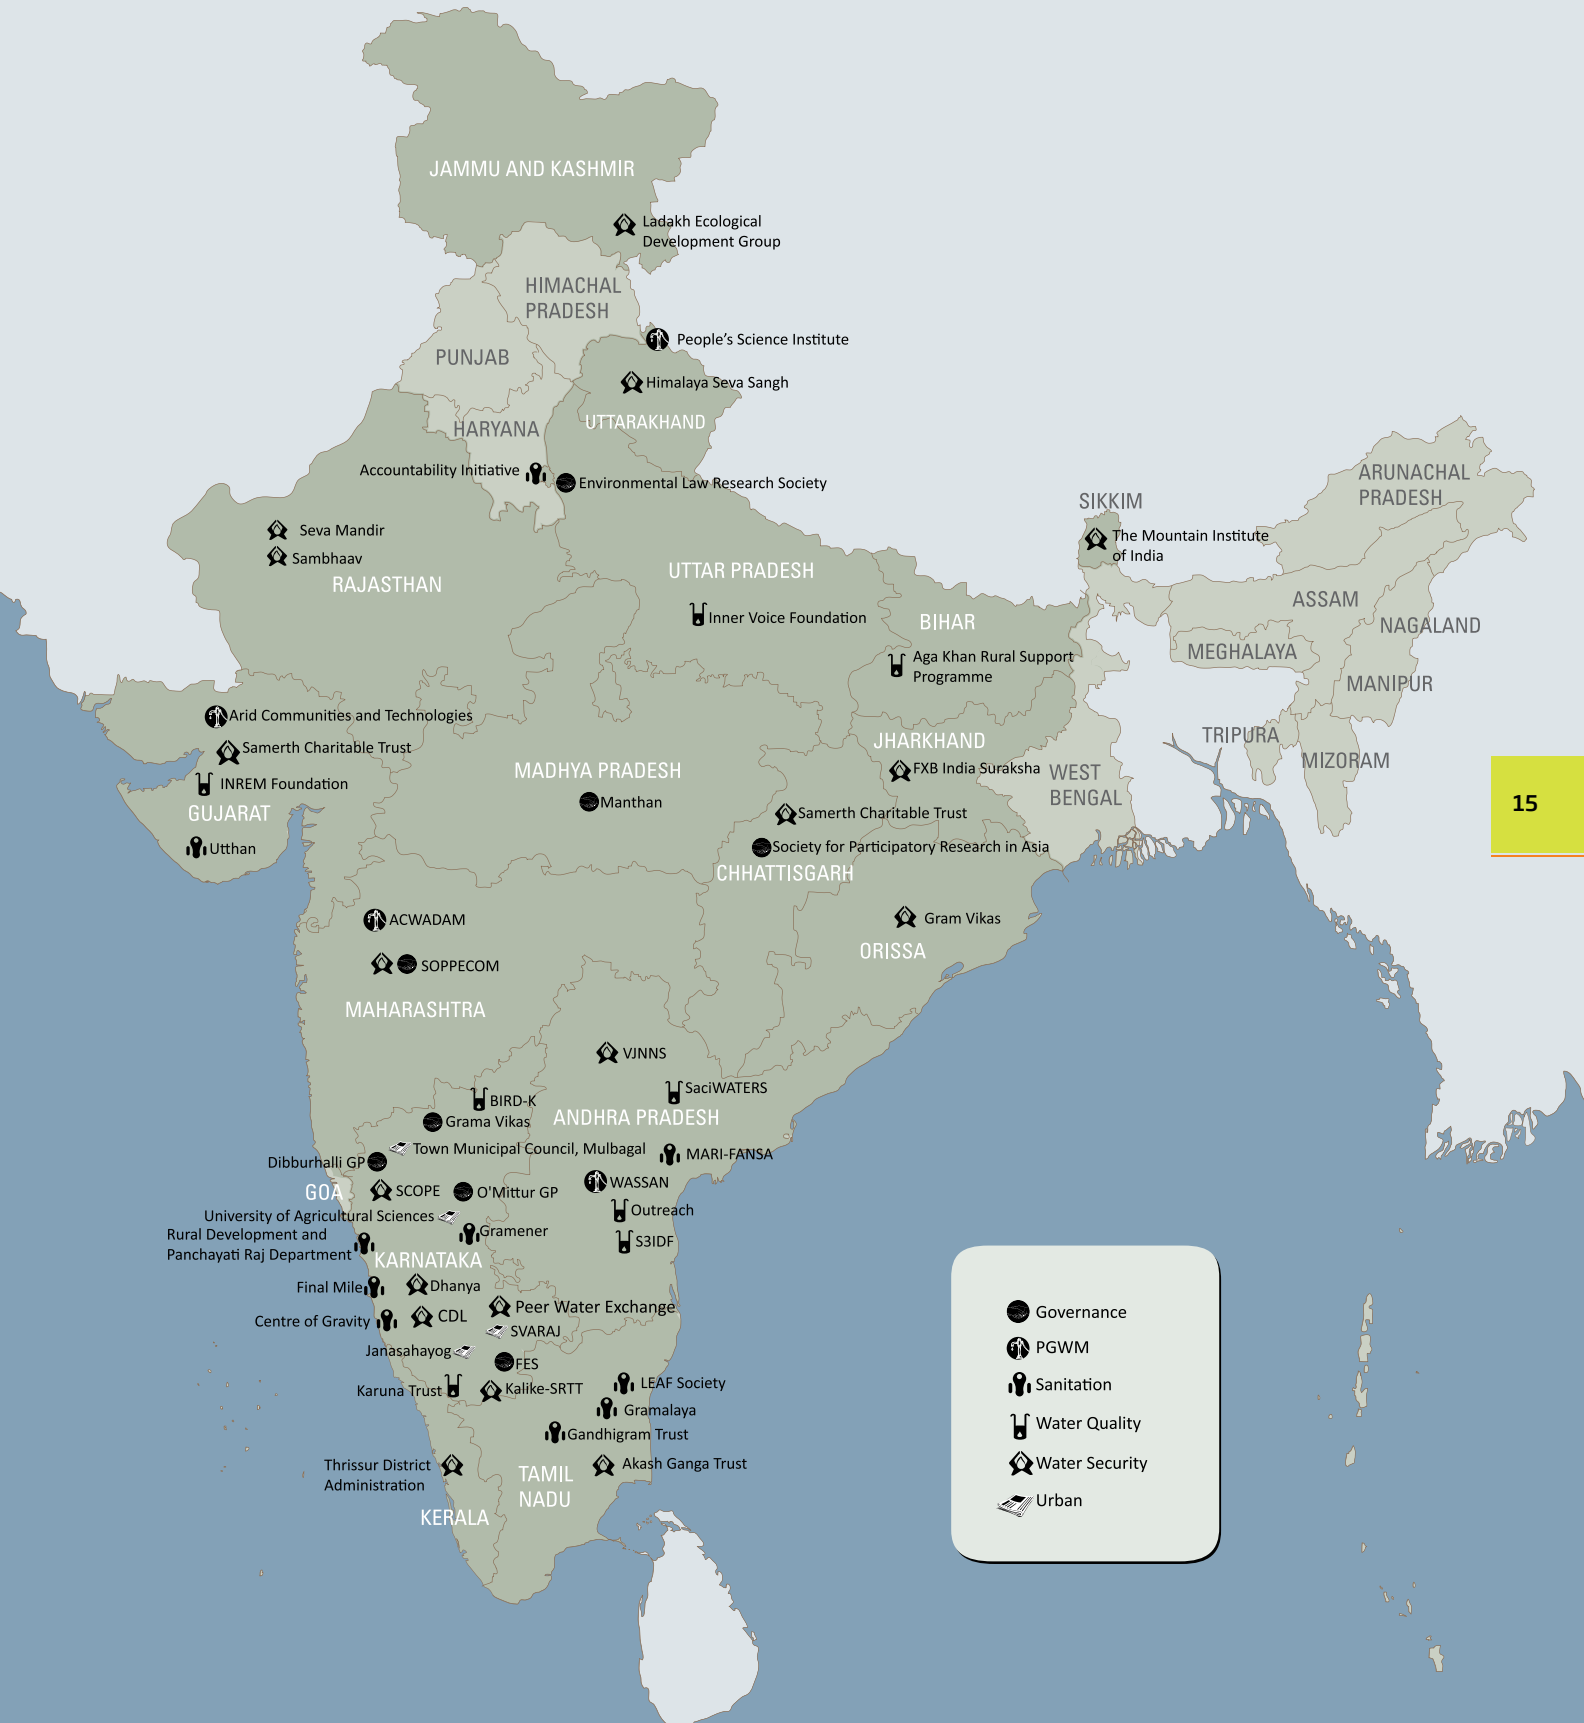 JAMMU AND KASHMIR
Ladakh Ecological
Development Group
HIMACHAL
PRADESH
People's Science Institute
PUNJAB
Himalaya Seva Sangh
UTTARAKHAND
HARYANA
Accountability Initiative
Environmental Law Research Society
ARUNACHAL
PRADESH
SIKKIM
The Mountain Institute
of India
Seva Mandir
Sambhaav
RAJASTHAN
UTTAR PRADESH
ASSAM
Inner Voice Foundation
BIHAR
NAGALAND
MEGHALAYA
Aga Khan Rural Support
Programme
MANIPUR
Arid Communities and Technologies
TRIPURA
Samerth Charitable Trust
JHARKHAND
MIZORAM
MADHYA PRADESH
FXB India Suraksha
WEST
BENGAL
INREM Foundation
Manthan
15
GUJARAT
Samerth Charitable Trust
Utthan
Society for Participatory Research in Asia
CHHATTISGARH
ACWADAM
Gram Vikas
ORISSA
SOPPECOM
MAHARASHTRA
VJNNS
SaciWATERS
BIRD-K
ANDHRA PRADESH
Grama Vikas
Town Municipal Council, Mulbagal
MARI-FANSA
Dibburhalli GP
WASSAN
GOA
SCOPE
O'Mittur GP
Outreach
University of Agricultural Sciences
Rural Development and
Panchayati Raj Department
Gramener
S3IDF
KARNATAKA
Final Mile
Dhanya
Peer Water Exchange
Centre of Gravity
CDL
SVARAJ
Janasahayog
FES
Karuna Trust
Kalike-SRTT
LEAF Society
Gramalaya
Gandhigram Trust
Thrissur District
Administration
Akash Ganga Trust
TAMIL
NADU
KERALA
Governance
PGWM
Sanitation
Water Quality
Water Security
Urban